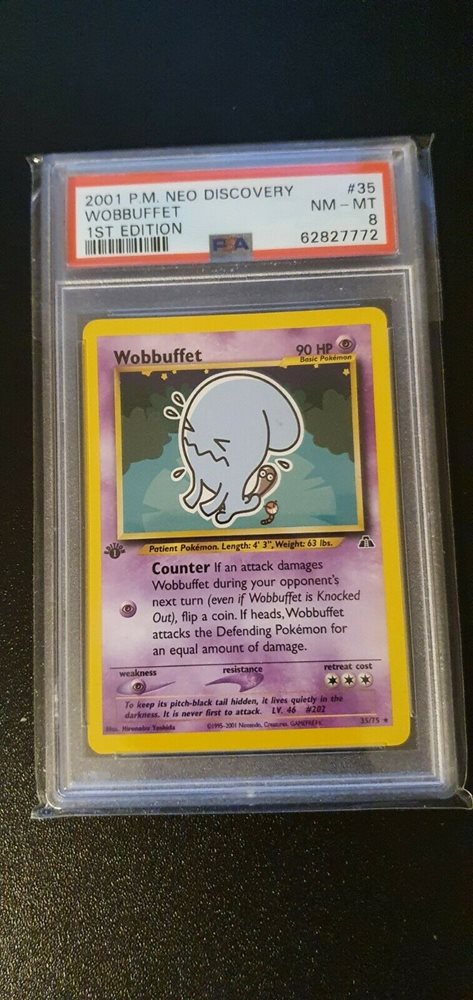 2001 P.M. NEO DISCOVERY #35
WOBBUFFET NM - MT
1ST EDITION PSA 8
62827772
Wobbuffet 90 HP
Basic Pokémon
EDITION 1
Patient Pokémon. Length: 4' 3", Weight: 63 lbs.
Counter If an attack damages
Wobbuffet during your opponent's
next turn (even if Wobbuffet is Knocked
Out), flip a coin. If heads, Wobbuffet
attacks the Defending Pokémon for
an equal amount of damage.
weakness resistance retreat cost
To keep its pitch-black tail hidden, it lives quietly in the
darkness. It is never first to attack. LV. 46 #202
Illus. Hironobu Yoshida ©1995-2001 Nintendo, Creatures, GAMEFREAK. 35/75 ★